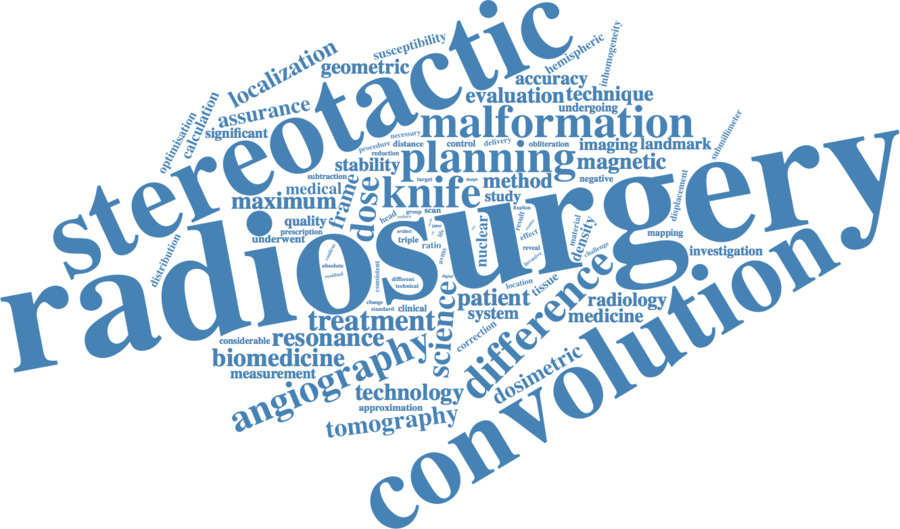 stereotactic
radiosurgery
convolution
malformation
planning
knife
difference
localization
susceptibility
hemispheric
inhomogeneity
geometric
accuracy
evaluation
technique
undergoing
optimisation
calculation
assurance
significant
necessary
procedure
distance
control
delivery
obliteration
imaging
landmark
submillimeter
reduction
stability
magnetic
subtraction
target
method
negative
medical
maximum
frame
dose
study
displacement
quality
prescription
underwent
head
group
scan
fixation
result
material
density
mapping
distribution
triple
ratio
nuclear
effect
reveal
challenge
investigation
absolute
residual
consistent
different
technical
digital
invasive
location
tissue
change
standard
clinical
science
patient
system
radiology
medicine
considerable
resonance
treatment
correction
biomedicine
measurement
angiography
dosimetric
technology
approximation
tomography